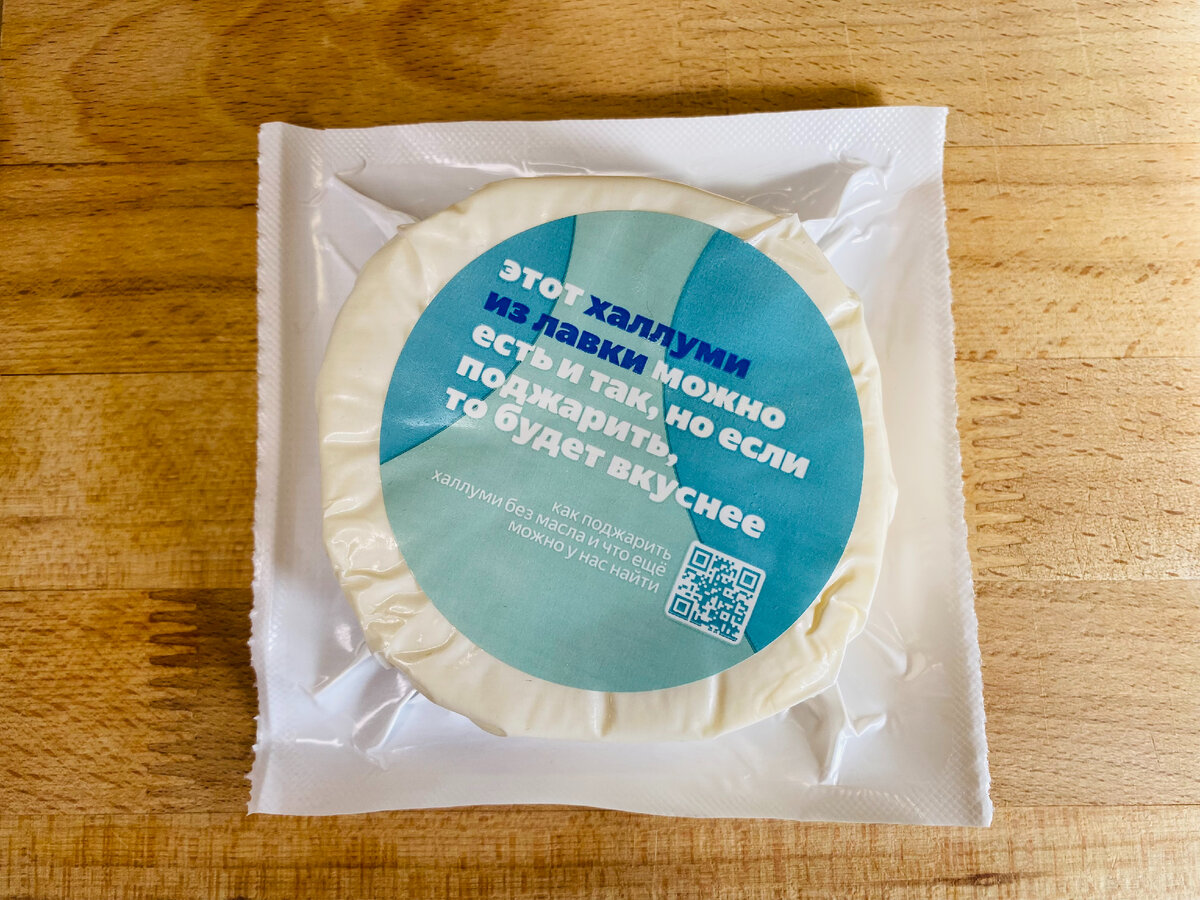 этот халлуми
из лавки можно
есть и так, но если
поджарить,
то будет вкуснее
как поджарить
халлуми без масла и что ещё
можно у нас найти